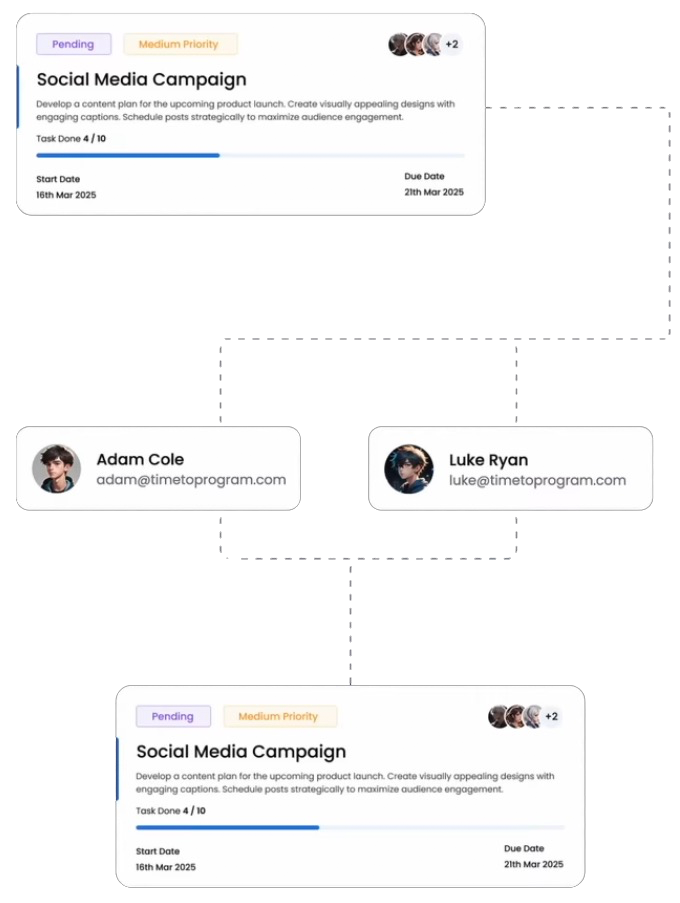 Pending
Medium Priority
+2
Social Media Campaign
Develop a content plan for the upcoming product launch. Create visually appealing designs with
engaging captions. Schedule posts strategically to maximize audience engagement.
Task Done 4 / 10
Start Date
16th Mar 2025
Due Date
21th Mar 2025
Adam Cole
adam@timetoprogram.com
Luke Ryan
luke@timetoprogram.com
Pending
Medium Priority
+2
Social Media Campaign
Develop a content plan for the upcoming product launch. Create visually appealing designs with
engaging captions. Schedule posts strategically to maximize audience engagement.
Task Done 4 / 10
Start Date
16th Mar 2025
Due Date
21th Mar 2025